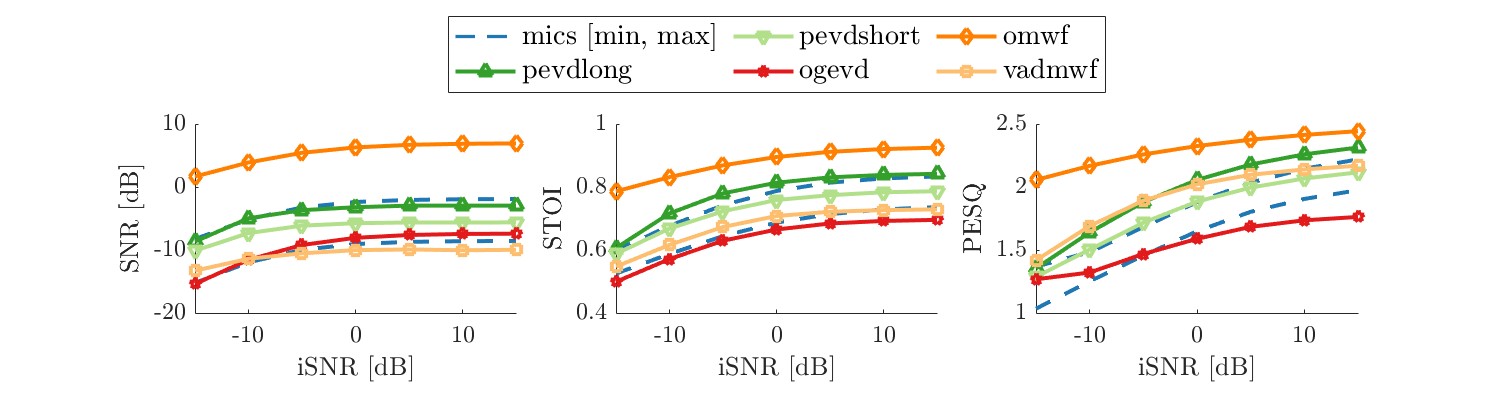 mics [min, max] pevdshort omwf
pevdlong ogevd vadmwf
SNR [dB]
10
0
-10
-20
-10 0 10
iSNR [dB]
STOI
1
0.8
0.6
0.4
-10 0 10
iSNR [dB]
PESQ
2.5
2
1.5
1
-10 0 10
iSNR [dB]